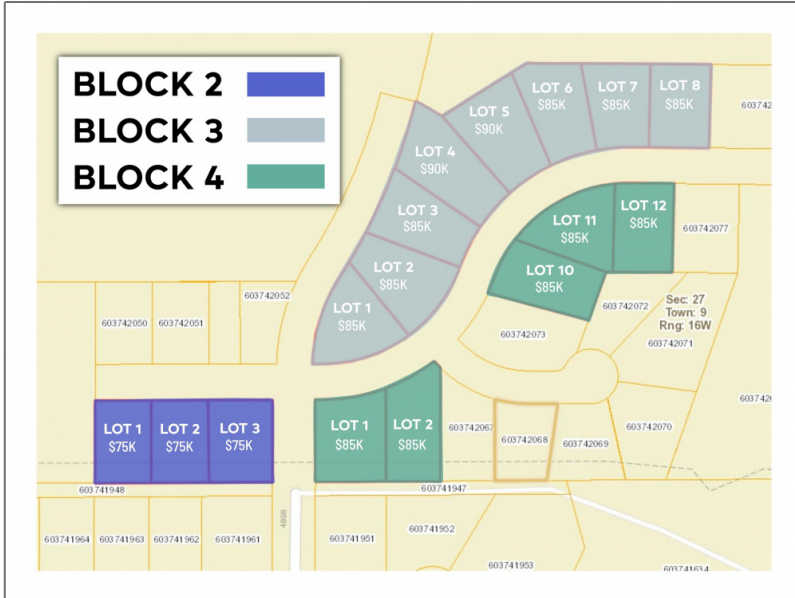 BLOCK 2
BLOCK 3
BLOCK 4
LOT 6
$85K
LOT 7
$85K
LOT 8
$85K
LOT 5
$90K
LOT 4
$90K
LOT 3
$85K
LOT 2
$85K
LOT 1
$85K
LOT 12
$85K
LOT 11
$85K
LOT 10
$85K
603742077
603742052
603742050
603742051
603742072
603742073
Sec: 27
Town: 9
Rng: 16W
603742071
LOT 1
$75K
LOT 2
$75K
LOT 3
$75K
LOT 1
$85K
LOT 2
$85K
603742068
603742069
603742070
603741948
603741947
603741964
603741963
603741962
603741961
603741951
603741952
603741953